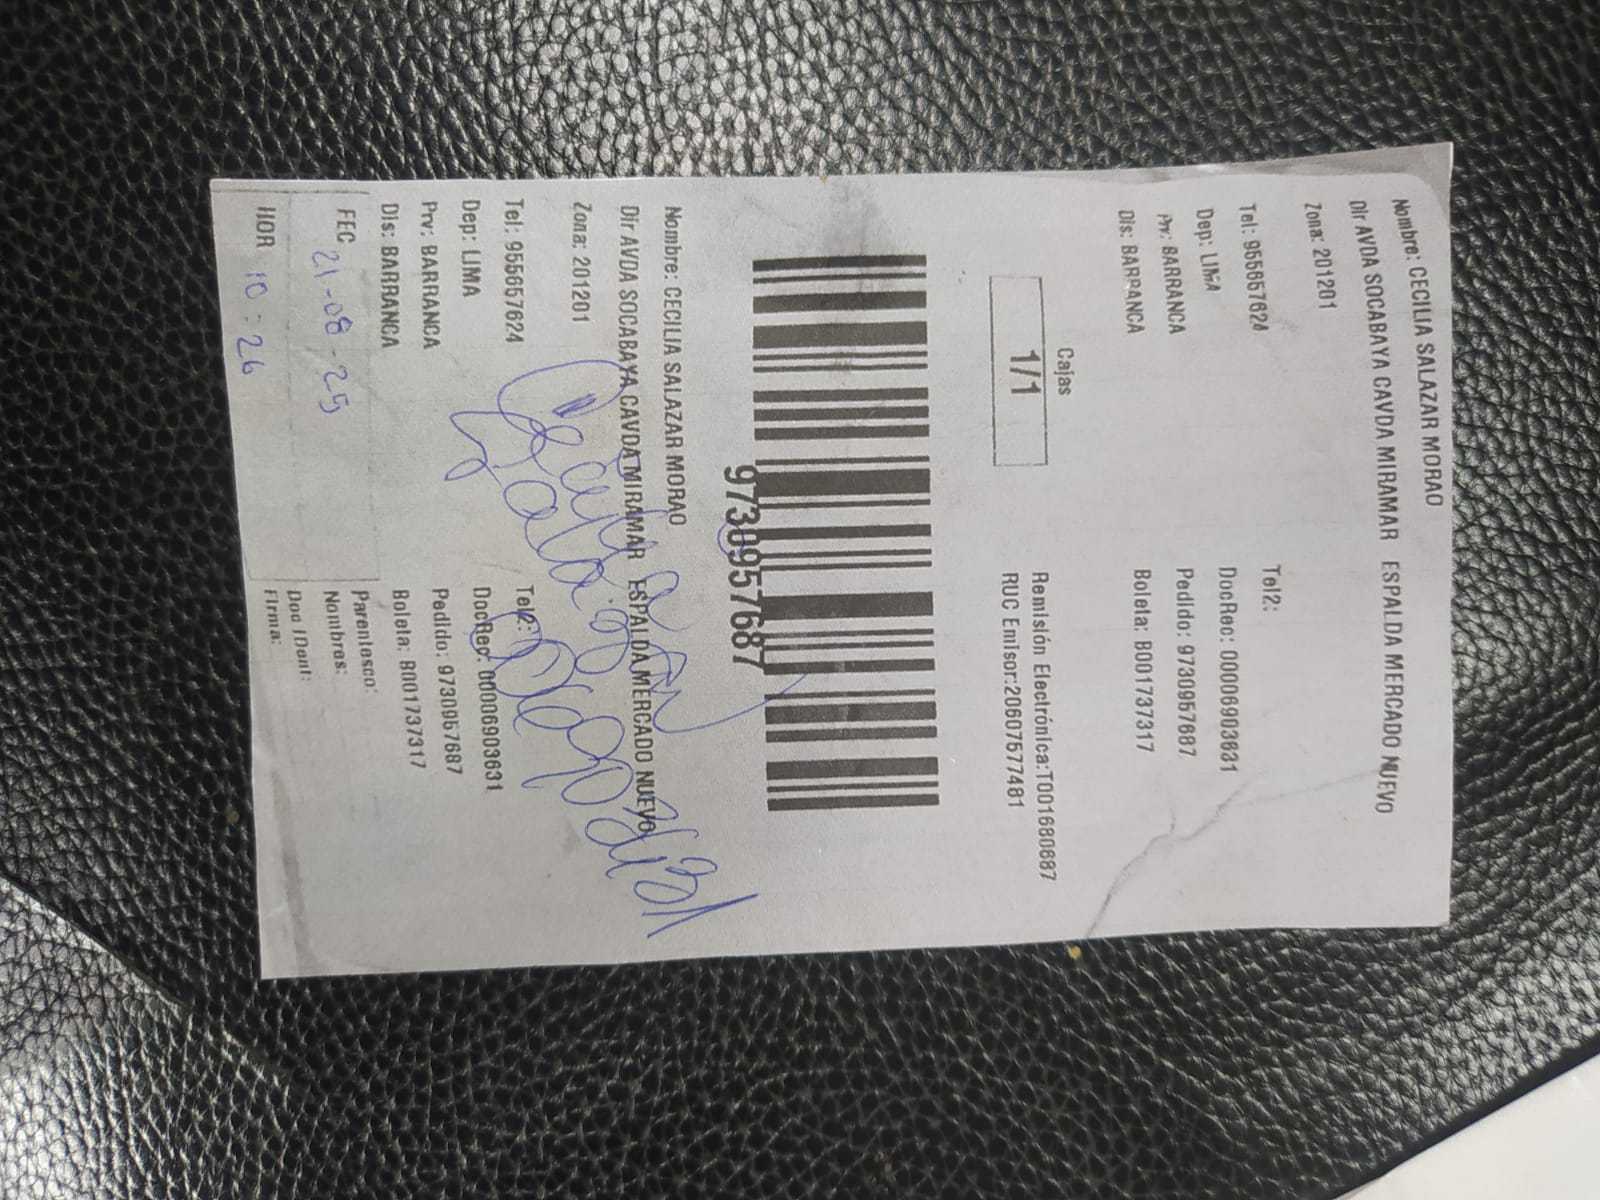 Nombre: CECILIA SALAZAR MORAO
Dir AVDA SOCABAYA CAVDA MIRAMAR ESPALDA MERCADO NUEVO
Zona: 201201
Tel: 955657624 Tel2:
Dep: LIMA DocRec: 00006903631
Prv: BARRANCA Pedido: 9730957687
Dis: BARRANCA Boleta: B001737317
Cajas
1/1
Remisión Electrónica:T001680687
RUC Emisor:20607577481
9730957687
Nombre: CECILIA SALAZAR MORAO
Dir AVDA SOCABAYA CAVDA MIRAMAR ESPALDA MERCADO NUEVO
Zona: 201201
Tel: 955657624 Tel2:
Dep: LIMA DocRec: 00006903631
Prv: BARRANCA Pedido: 9730957687
Dis: BARRANCA Boleta: B001737317
FEC 21-08-25
HOR 10:26
Parentesco:
Nombres:
Doc IDent:
Firma: